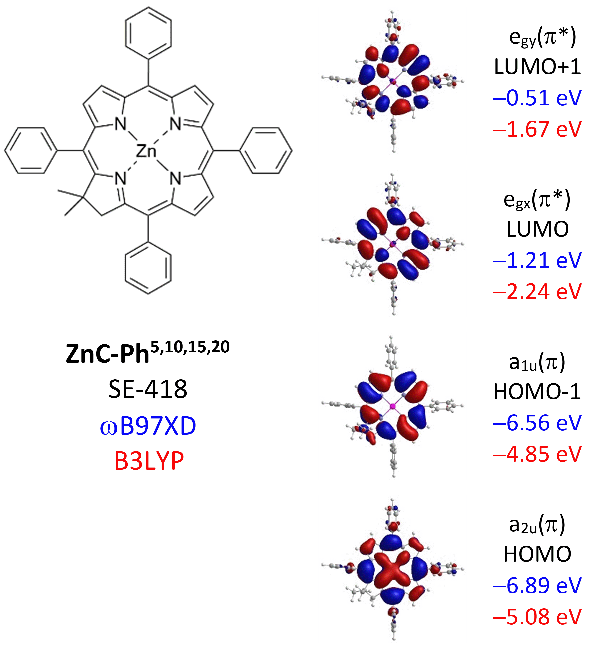 N
N
Zn
N
N
ZnC-Ph5,10,15,20
SE-418
ωB97XD
B3LYP
egy(π*)
LUMO+1
−0.51 eV
−1.67 eV
egx(π*)
LUMO
−1.21 eV
−2.24 eV
a1u(π)
HOMO-1
−6.56 eV
−4.85 eV
a2u(π)
HOMO
−6.89 eV
−5.08 eV